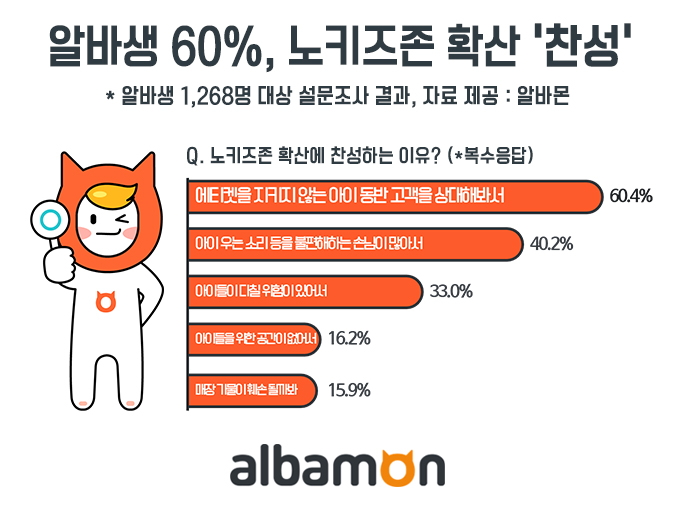 알바생 60%, 노키즈존 확산 '찬성'
* 알바생 1,268명 대상 설문조사 결과, 자료 제공 : 알바몬
Q. 노키즈존 확산에 찬성하는 이유? (*복수응답)
에티켓을 지키지 않는 아이 동반 고객을 상대해봐서 60.4%
아이 우는 소리 등을 불편해하는 손님이 많아서 40.2%
아이들이 다칠 위험이 있어서 33.0%
아이들을 위한 공간이 없어서 16.2%
매장 기물이 훼손 될까봐 15.9%
albamon